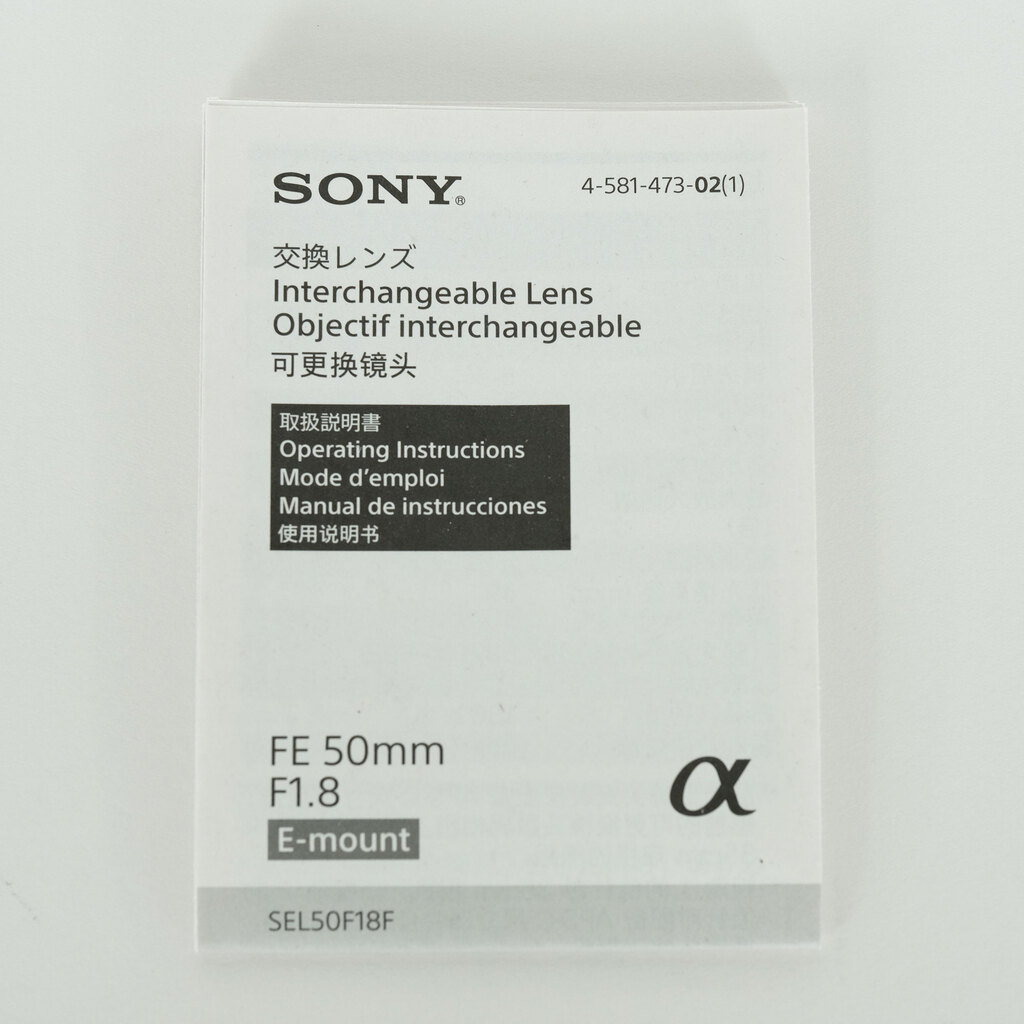 SONY®
4-581-473-02(1)
交換レンズ
Interchangeable Lens
Objectif interchangeable
可更换镜头
取扱説明書
Operating Instructions
Mode d'emploi
Manual de instrucciones
使用说明书
FE 50mm
F1.8
α
E-mount
SEL50F18F